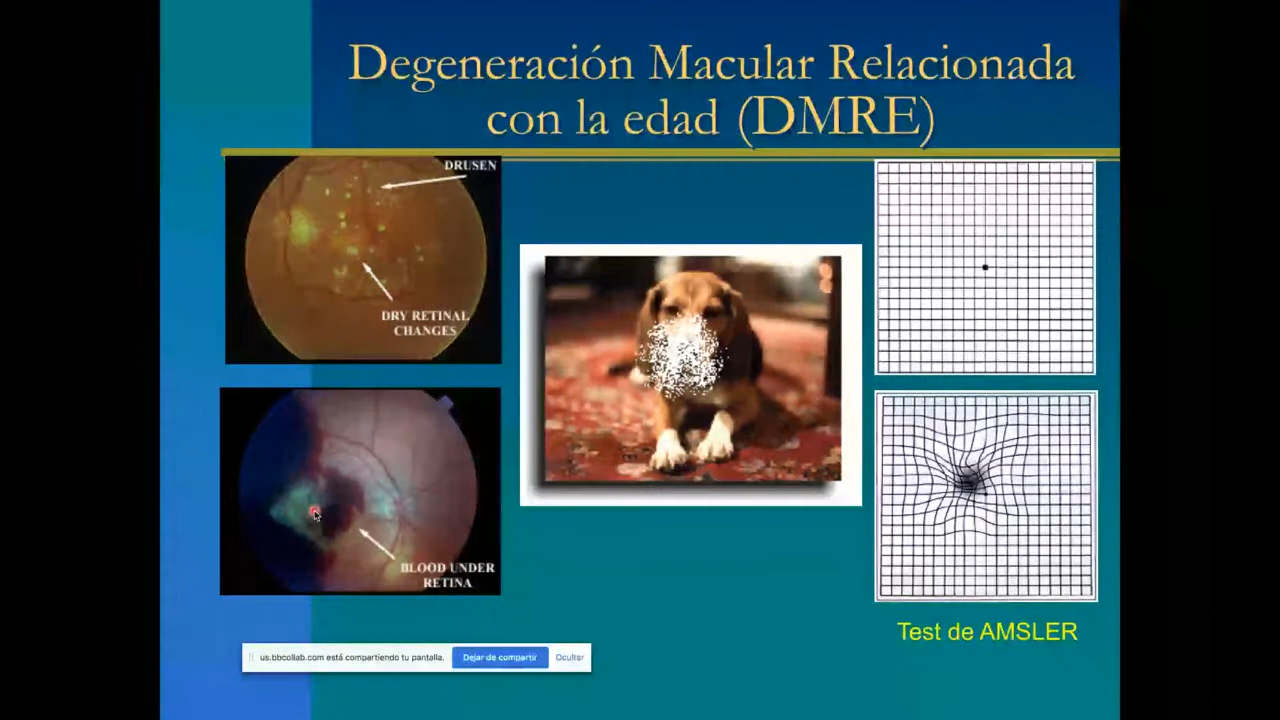 Degeneración Macular Relacionada
con la edad (DMRE)
DRUSEN
DRY RETINAL
CHANGES
BLOOD UNDER
RETINA
Test de AMSLER
us.bbcollab.com está compartiendo tu pantalla.
Dejar de compartir
Ocultar